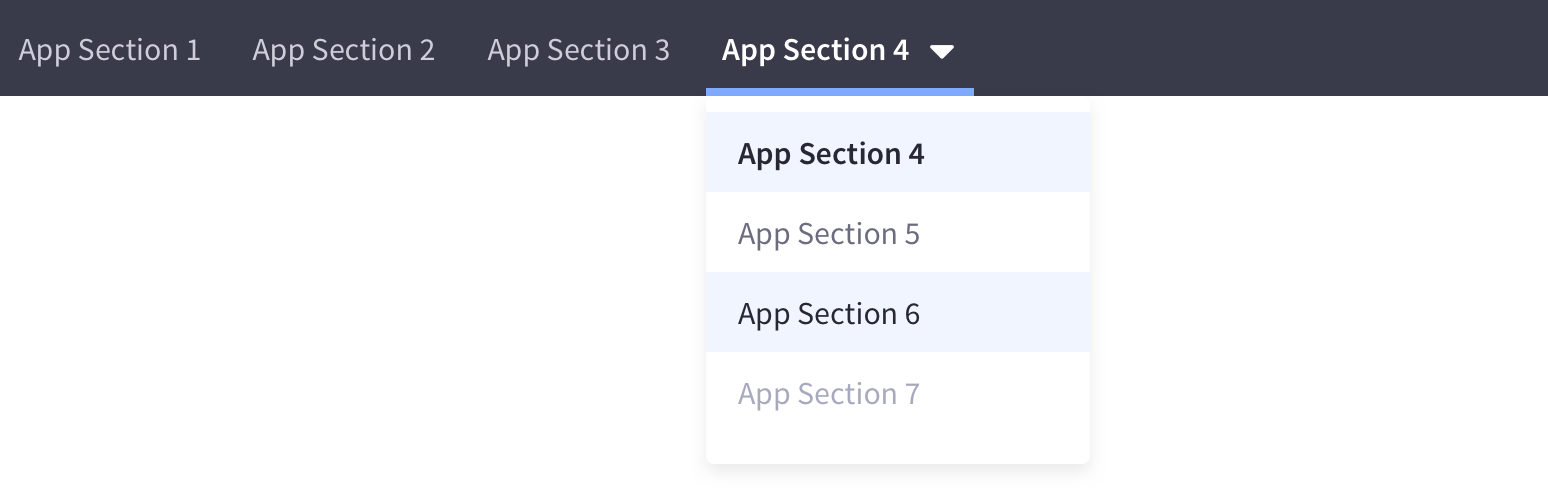 App Section 1 App Section 2 App Section 3 App Section 4
App Section 4
App Section 5
App Section 6
App Section 7